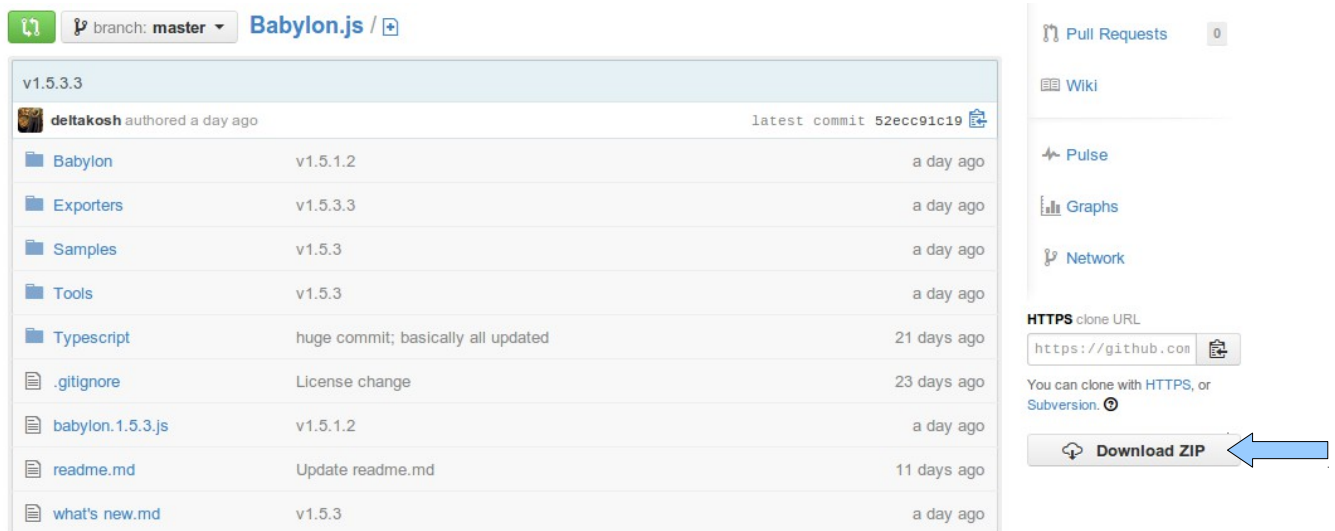 branch: master Babylon.js /
v1.5.3.3
deltakosh authored a day ago latest commit 52ecc91c19
Babylon v1.5.1.2 a day ago
Exporters v1.5.3.3 a day ago
Samples v1.5.3 a day ago
Tools v1.5.3 a day ago
Typescript huge commit; basically all updated 21 days ago
.gitignore License change 23 days ago
babylon.1.5.3.js v1.5.1.2 a day ago
readme.md Update readme.md 11 days ago
what's new.md v1.5.3 a day ago
Pull Requests 0
Wiki
Pulse
Graphs
Network
HTTPS clone URL
https://github.com
You can clone with HTTPS, or
Subversion.
Download ZIP